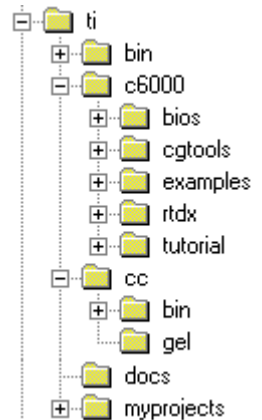 ti
bin
c6000
bios
cgtools
examples
rtdx
tutorial
cc
bin
gel
docs
myprojects